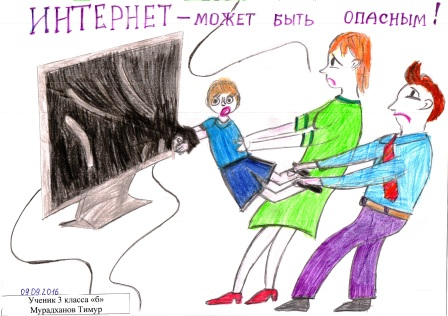 ИНТЕРНЕТ – МОЖЕТ БЫТЬ ОПАСНЫМ!
09.09.2016
Ученик 3 класса «б»
Мурадханов Тимур